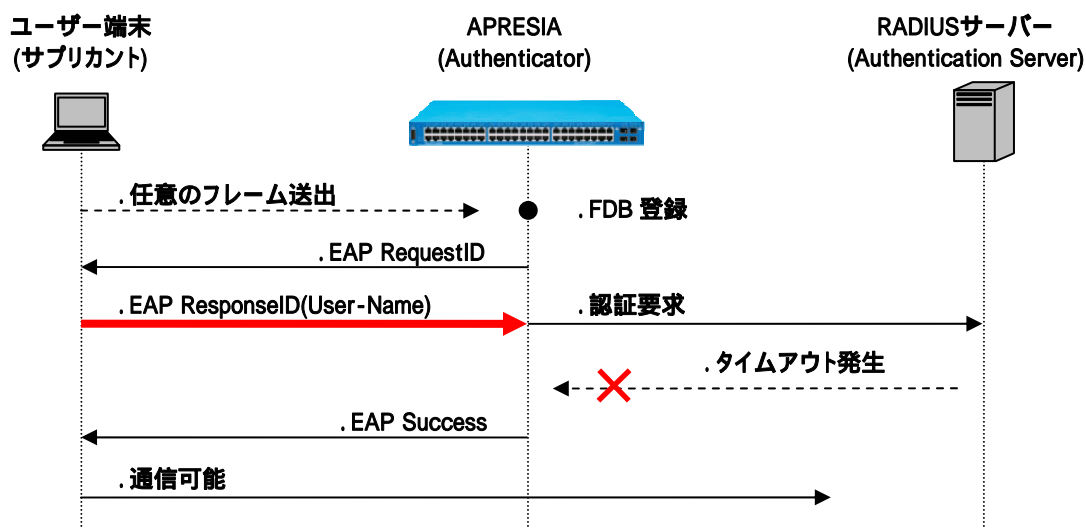 ユーザー端末
(サプリカント)
APRESIA
(Authenticator)
RADIUSサーバー
(Authentication Server)
. 任意のフレーム送出
. FDB 登録
. EAP RequestID
. EAP ResponseID(User-Name)
. 認証要求
. タイムアウト発生
. EAP Success
. 通信可能